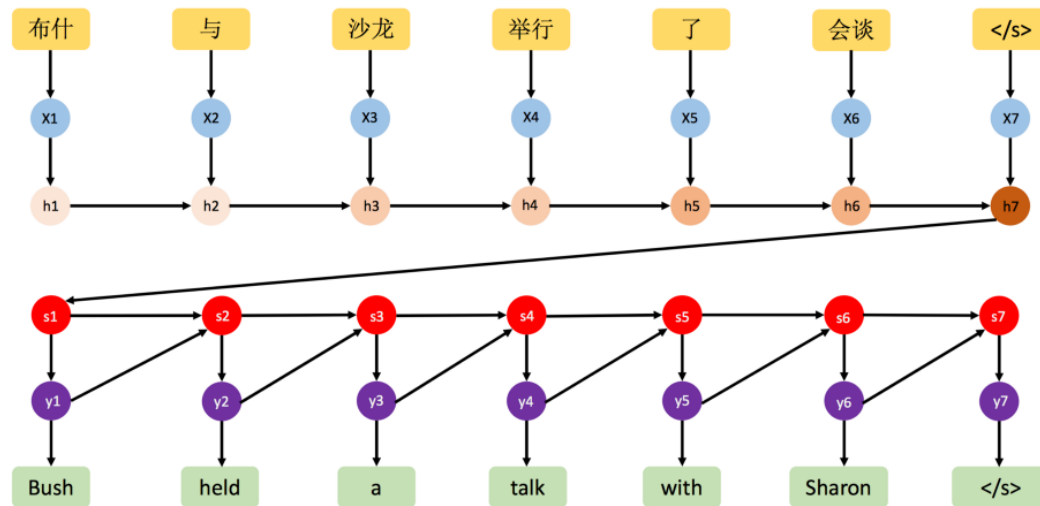 布什 与 沙龙 举行 了 会谈 </s>
X1 X2 X3 X4 X5 X6 X7
h1 h2 h3 h4 h5 h6 h7
s1 s2 s3 s4 s5 s6 s7
y1 y2 y3 y4 y5 y6 y7
Bush held a talk with Sharon </s>